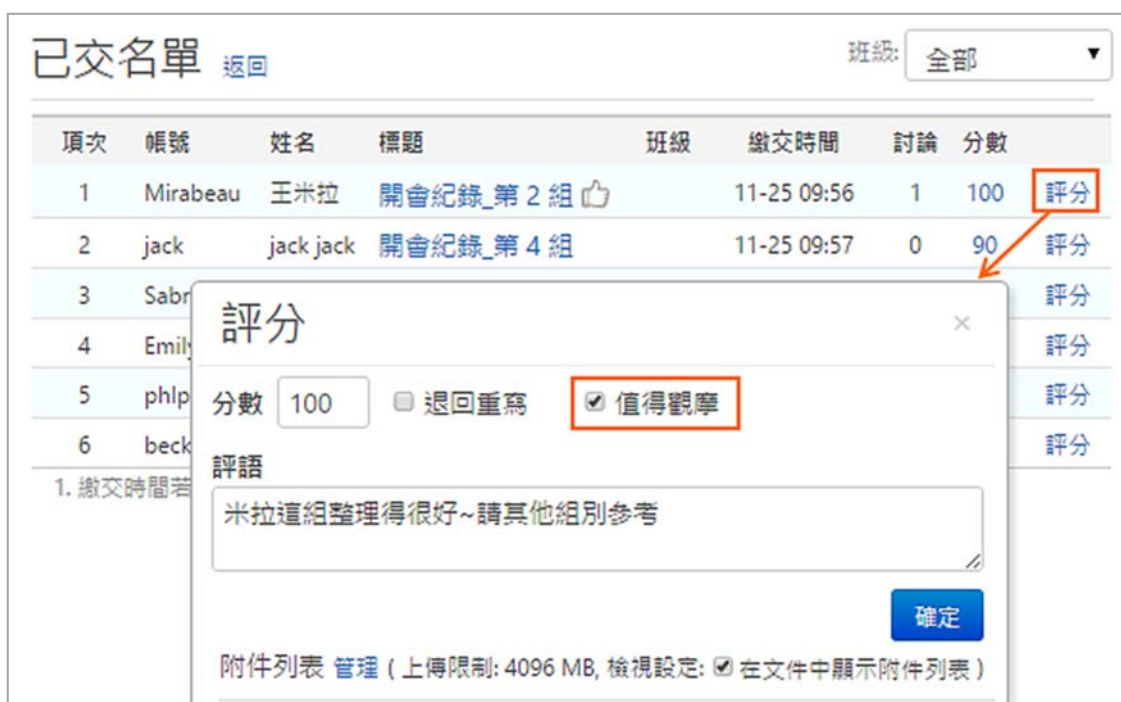 已交名單 返回 班級: 全部
項次 帳號 姓名 標題 班級 繳交時間 討論 分數
1 Mirabeau 王米拉 開會紀錄_第 2 組 11-25 09:56 1 100 評分
2 jack jack jack 開會紀錄_第 4 組 11-25 09:57 0 90 評分
3 Sabr 評分
4 Emily 評分
5 phlp 評分
6 beck 評分
1. 繳交時間若
評分 ×
分數 100 退回重寫 值得觀摩
評語
米拉這組整理得很好~請其他組別參考
確定
附件列表 管理 ( 上傳限制: 4096 MB, 檢視設定: 在文件中顯示附件列表 )